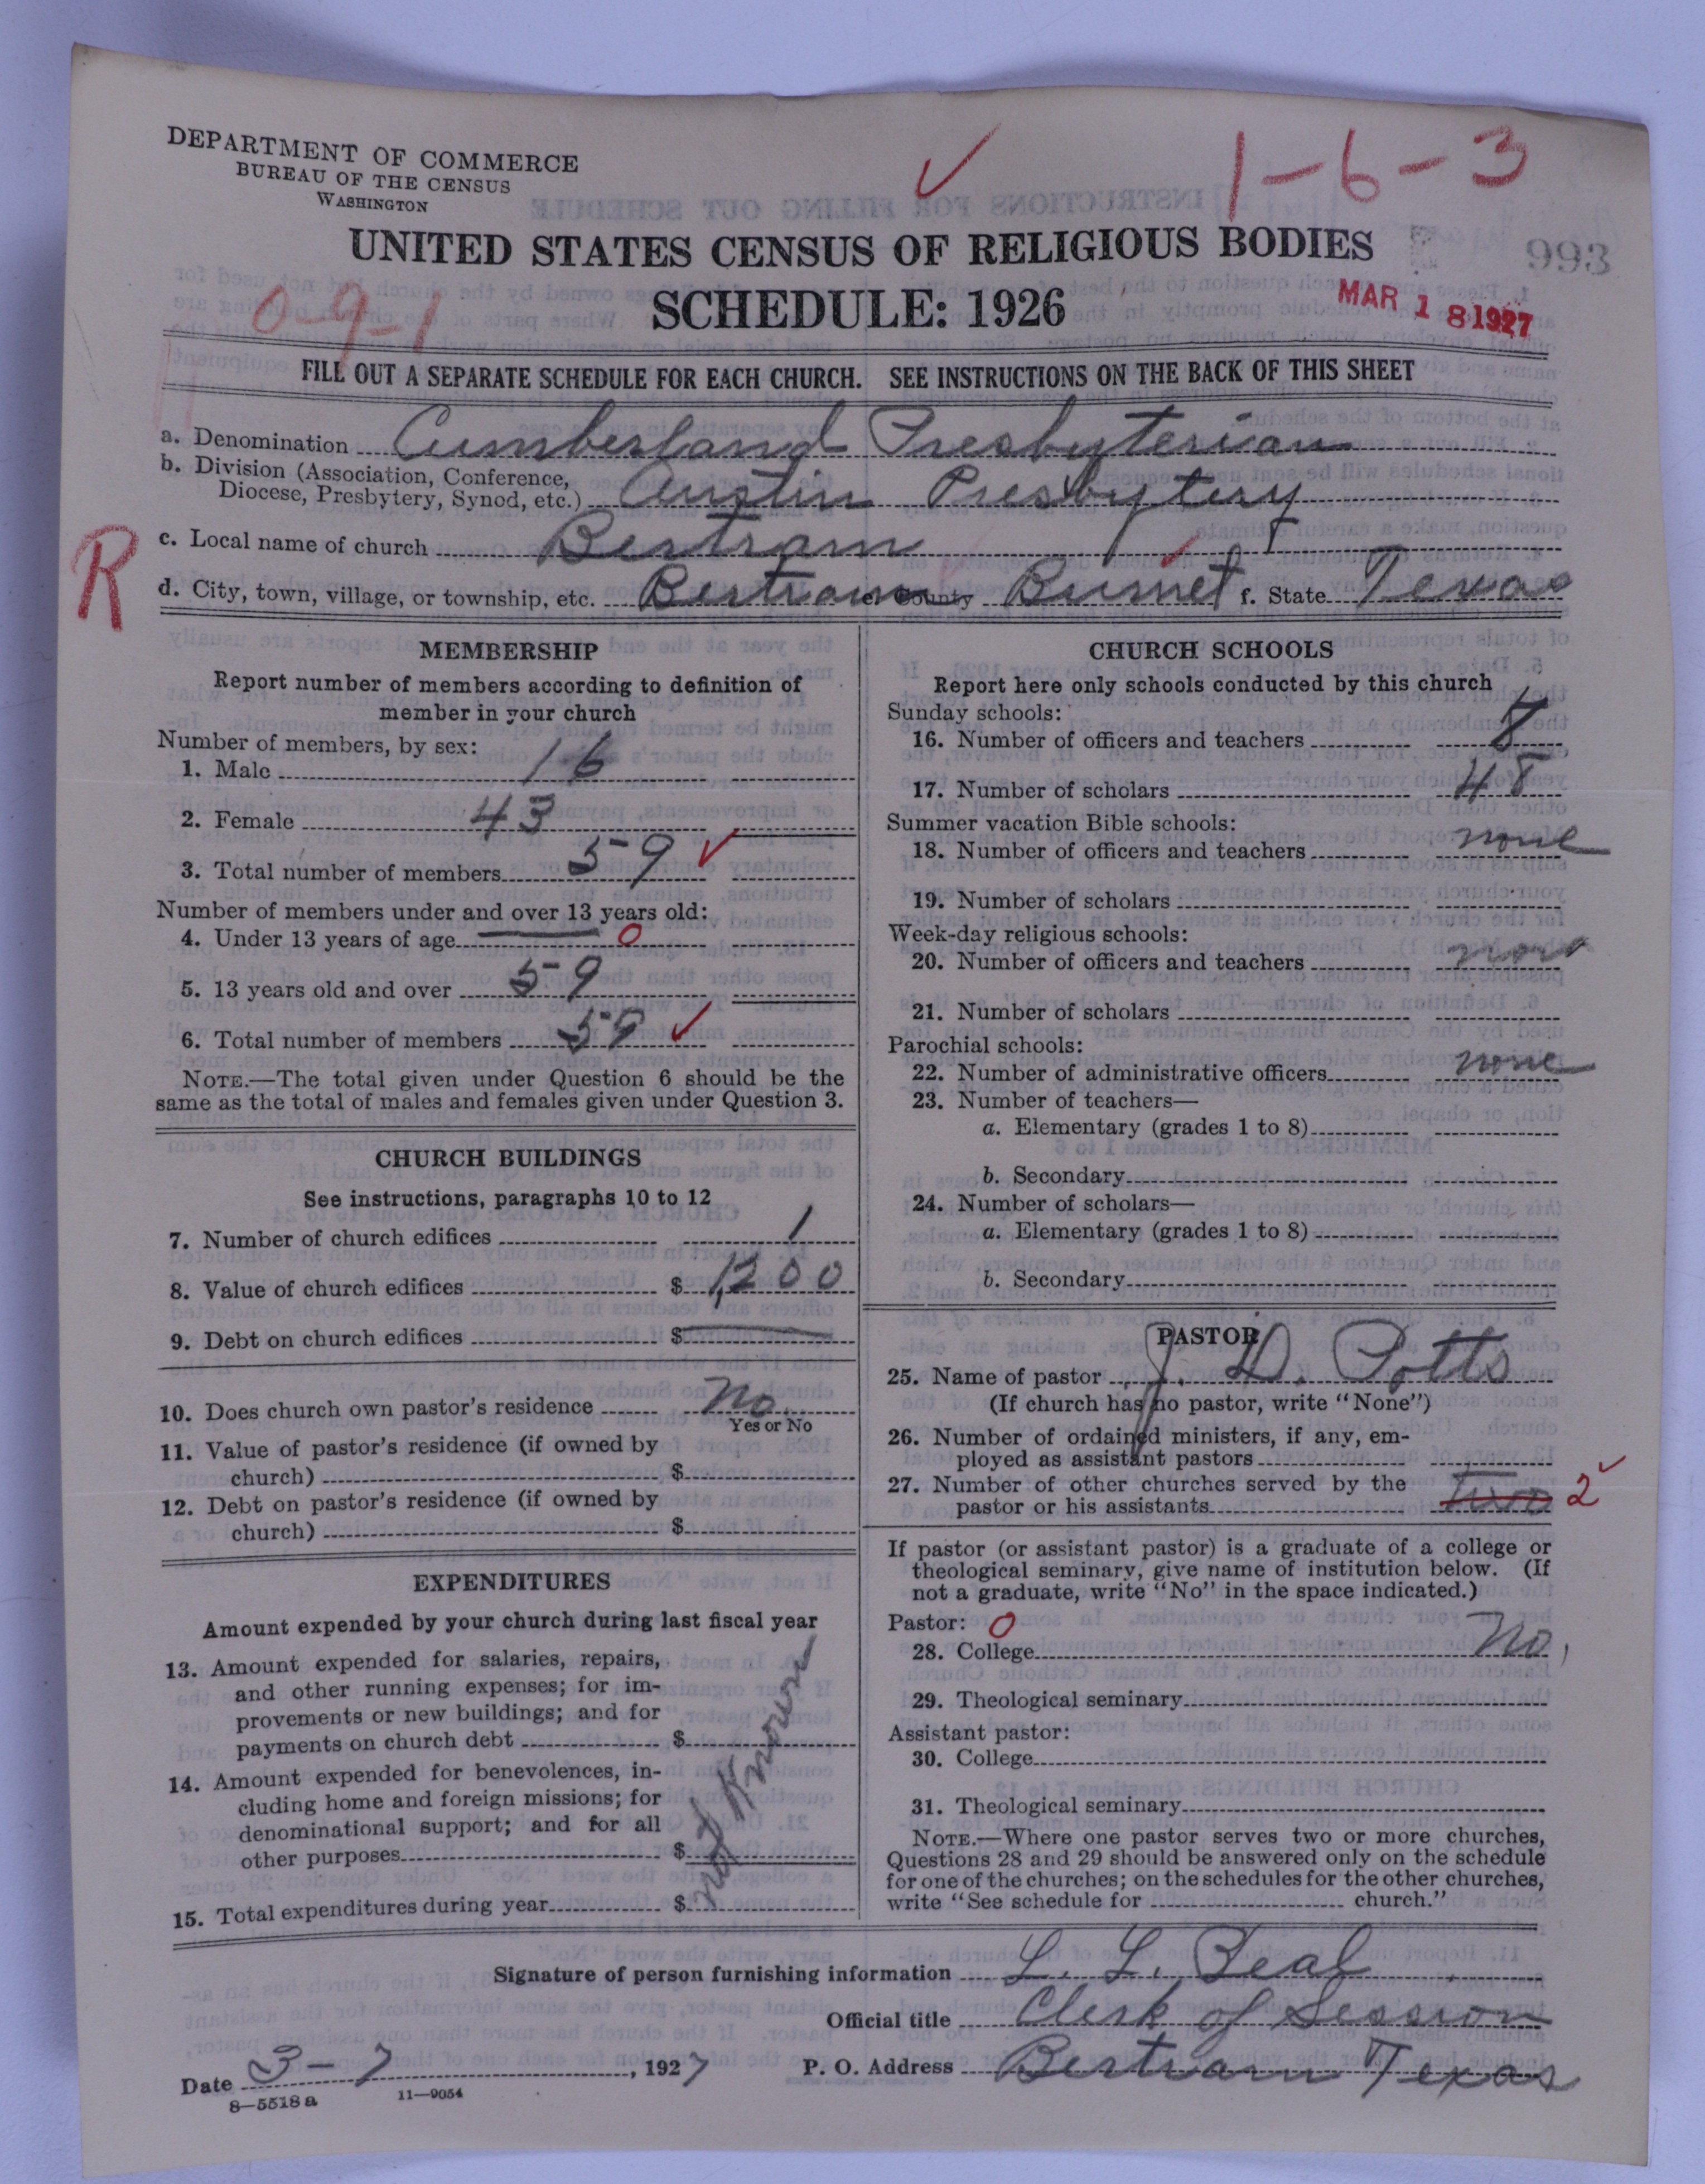 DEPARTMENT OF COMMERCE
BUREAU OF THE CENSUS
WASHINGTON
1-6-3
UNITED STATES CENSUS OF RELIGIOUS BODIES
993
SCHEDULE: 1926
MAR 18 1927
0-9-1
FILL OUT A SEPARATE SCHEDULE FOR EACH CHURCH. SEE INSTRUCTIONS ON THE BACK OF THIS SHEET
a. Denomination Cumberland Presbyterian
b. Division (Association, Conference,
Diocese, Presbytery, Synod, etc.) Austin Presbytery
c. Local name of church Bertram
R
d. City, town, village, or township, etc. Bertram e. County Burnet f. State Texas
MEMBERSHIP
Report number of members according to definition of
member in your church
Number of members, by sex:
1. Male 16
2. Female 43
3. Total number of members 59
Number of members under and over 13 years old:
4. Under 13 years of age 0
5. 13 years old and over 59
6. Total number of members 59
NOTE.—The total given under Question 6 should be the
same as the total of males and females given under Question 3.
CHURCH BUILDINGS
See instructions, paragraphs 10 to 12
7. Number of church edifices 1
8. Value of church edifices $ 1,200
9. Debt on church edifices $
10. Does church own pastor's residence No
Yes or No
11. Value of pastor's residence (if owned by
church) $
12. Debt on pastor's residence (if owned by
church) $
EXPENDITURES
Amount expended by your church during last fiscal year
13. Amount expended for salaries, repairs,
and other running expenses; for im-
provements or new buildings; and for
payments on church debt $
14. Amount expended for benevolences, in-
cluding home and foreign missions; for
denominational support; and for all
other purposes $
15. Total expenditures during year $
not Known
CHURCH SCHOOLS
Report here only schools conducted by this church
Sunday schools:
16. Number of officers and teachers
17. Number of scholars 48
Summer vacation Bible schools:
18. Number of officers and teachers none
19. Number of scholars
Week-day religious schools:
20. Number of officers and teachers none
21. Number of scholars
Parochial schools:
22. Number of administrative officers none
23. Number of teachers—
a. Elementary (grades 1 to 8)
b. Secondary
24. Number of scholars—
a. Elementary (grades 1 to 8)
b. Secondary
PASTOR
25. Name of pastor J. D. Potts
(If church has no pastor, write "None")
26. Number of ordained ministers, if any, em-
ployed as assistant pastors
27. Number of other churches served by the
pastor or his assistants two 2
If pastor (or assistant pastor) is a graduate of a college or
theological seminary, give name of institution below. (If
not a graduate, write "No" in the space indicated.)
Pastor: 0
28. College No,
29. Theological seminary
Assistant pastor:
30. College
31. Theological seminary
NOTE.—Where one pastor serves two or more churches,
Questions 28 and 29 should be answered only on the schedule
for one of the churches; on the schedules for the other churches,
write "See schedule for church."
Signature of person furnishing information L. L. Beal
Official title Clerk of Session
Date 3-7, 1927 P. O. Address Bertram Texas
8—5518 a 11—9054